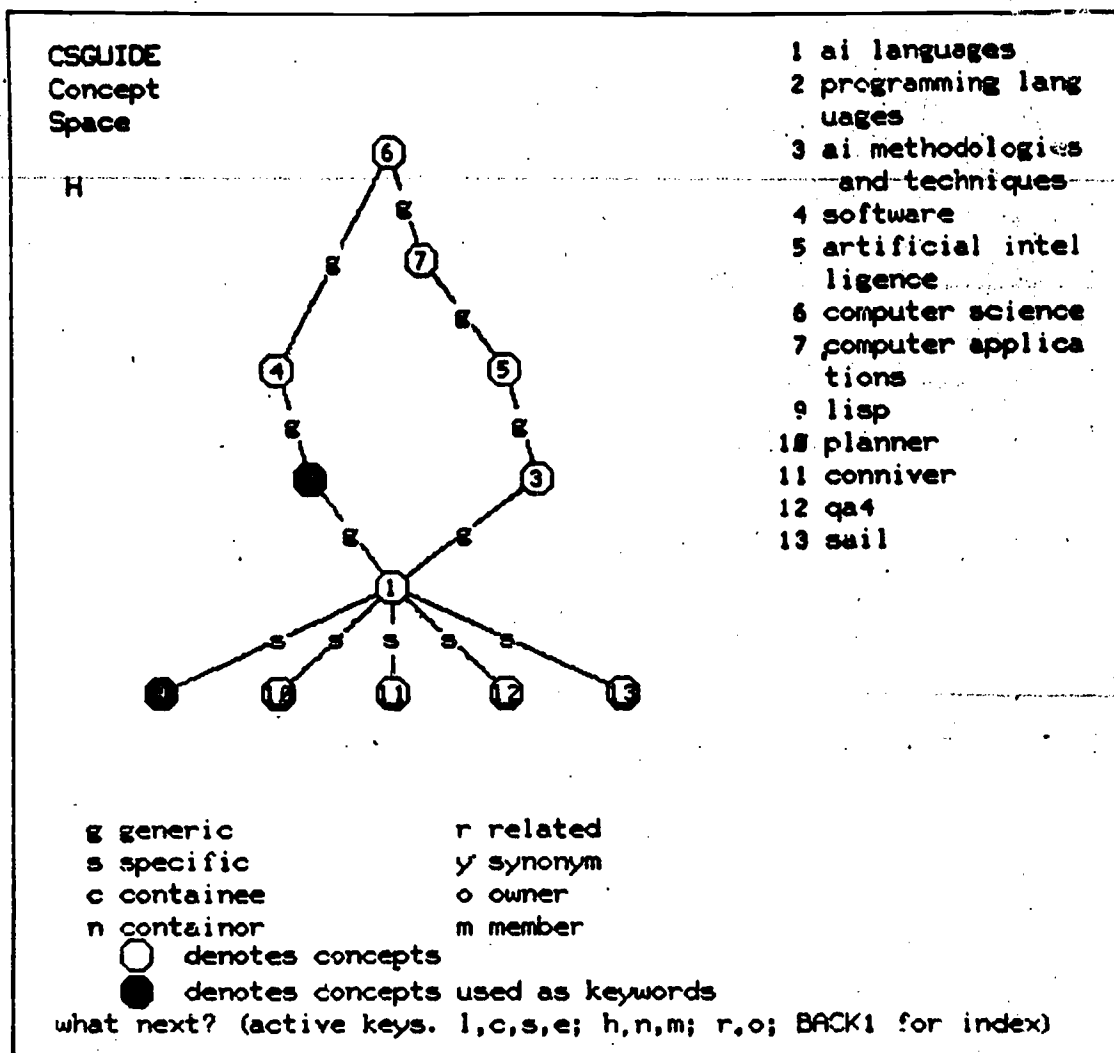 CSGUIDE
Concept
Space
H
1 ai languages
2 programming lang
uages
3 ai methodologies
and techniques
4 software
5 artificial intel
ligence
6 computer science
7 computer applica
tions
9 lisp
10 planner
11 conniver
12 qa4
13 sail
6
g
g
7
g
4
5
g
g
3
g
g
1
s s s s s
10 11 12 13
g generic
r related
s specific
y synonym
c containee
o owner
n containor
m member
denotes concepts
denotes concepts used as keywords
what next? (active keys. l,c,s,e; h,n,m; r,o; BACK1 for index)